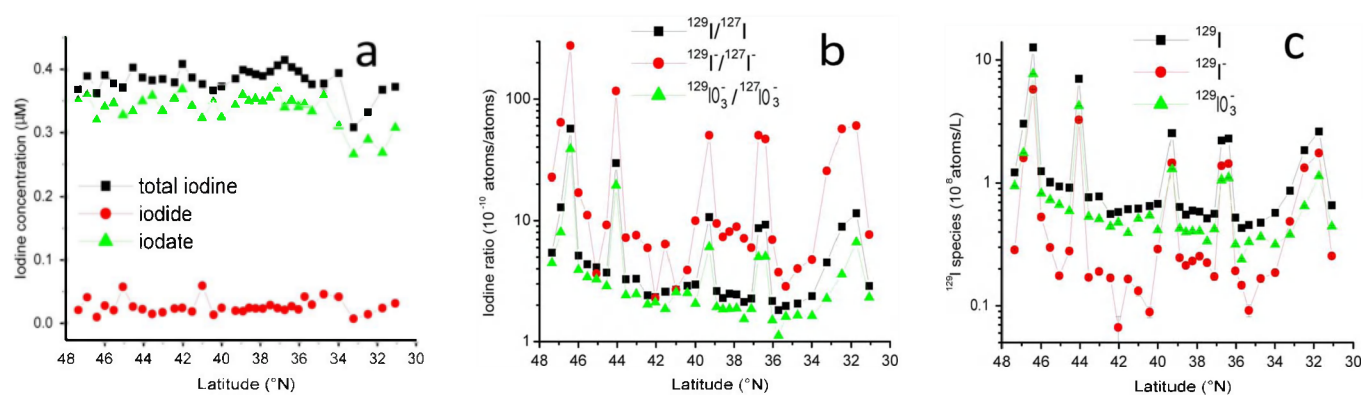 a
Iodine concentration (µM)
0.4
0.3
0.2
0.1
0.0
total iodine
iodide
iodate
48 46 44 42 40 38 36 34 32 30
Latitude (°N)
b
¹²⁹I/¹²⁷I
¹²⁹I⁻/¹²⁷I⁻
¹²⁹IO₃⁻/¹²⁷IO₃⁻
Iodine ratio (10⁻¹⁰ atoms/atoms)
100
10
1
48 46 44 42 40 38 36 34 32 30
Latitude (°N)
c
¹²⁹I
¹²⁹I⁻
¹²⁹IO₃⁻
¹²⁹I species (10⁸ atoms/L)
10
1
0.1
48 46 44 42 40 38 36 34 32 30
Latitude (°N)